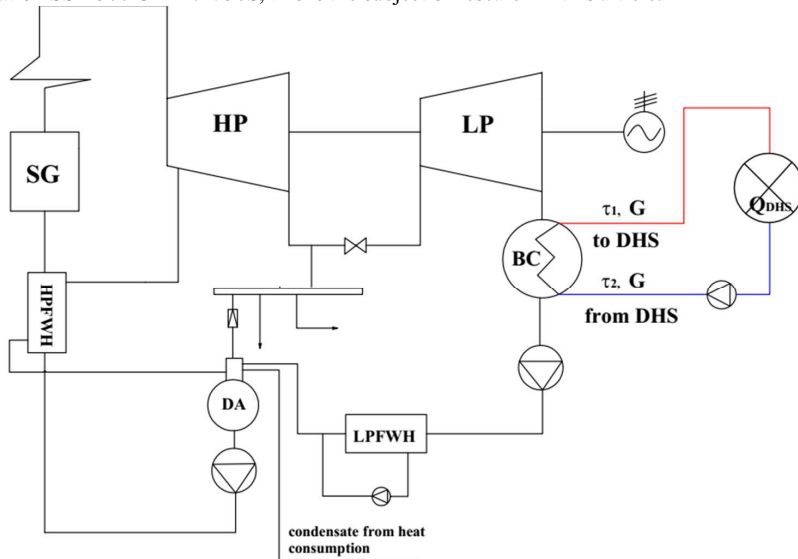 HP
LP
SG
τ1, G
QDHS
BC
to DHS
τ2, G
from DHS
HPFWH
DA
LPFWH
condensate from heat
consumption